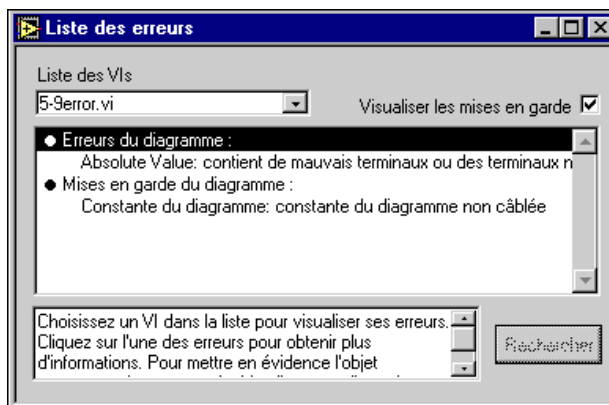 Liste des erreurs
Liste des VIs
5-9error.vi
Visualiser les mises en garde
Erreurs du diagramme :
Absolute Value: contient de mauvais terminaux ou des terminaux n
Mises en garde du diagramme :
Constante du diagramme: constante du diagramme non câblée
Choisissez un VI dans la liste pour visualiser ses erreurs.
Cliquez sur l'une des erreurs pour obtenir plus
d'informations. Pour mettre en évidence l'objet
Rechercher